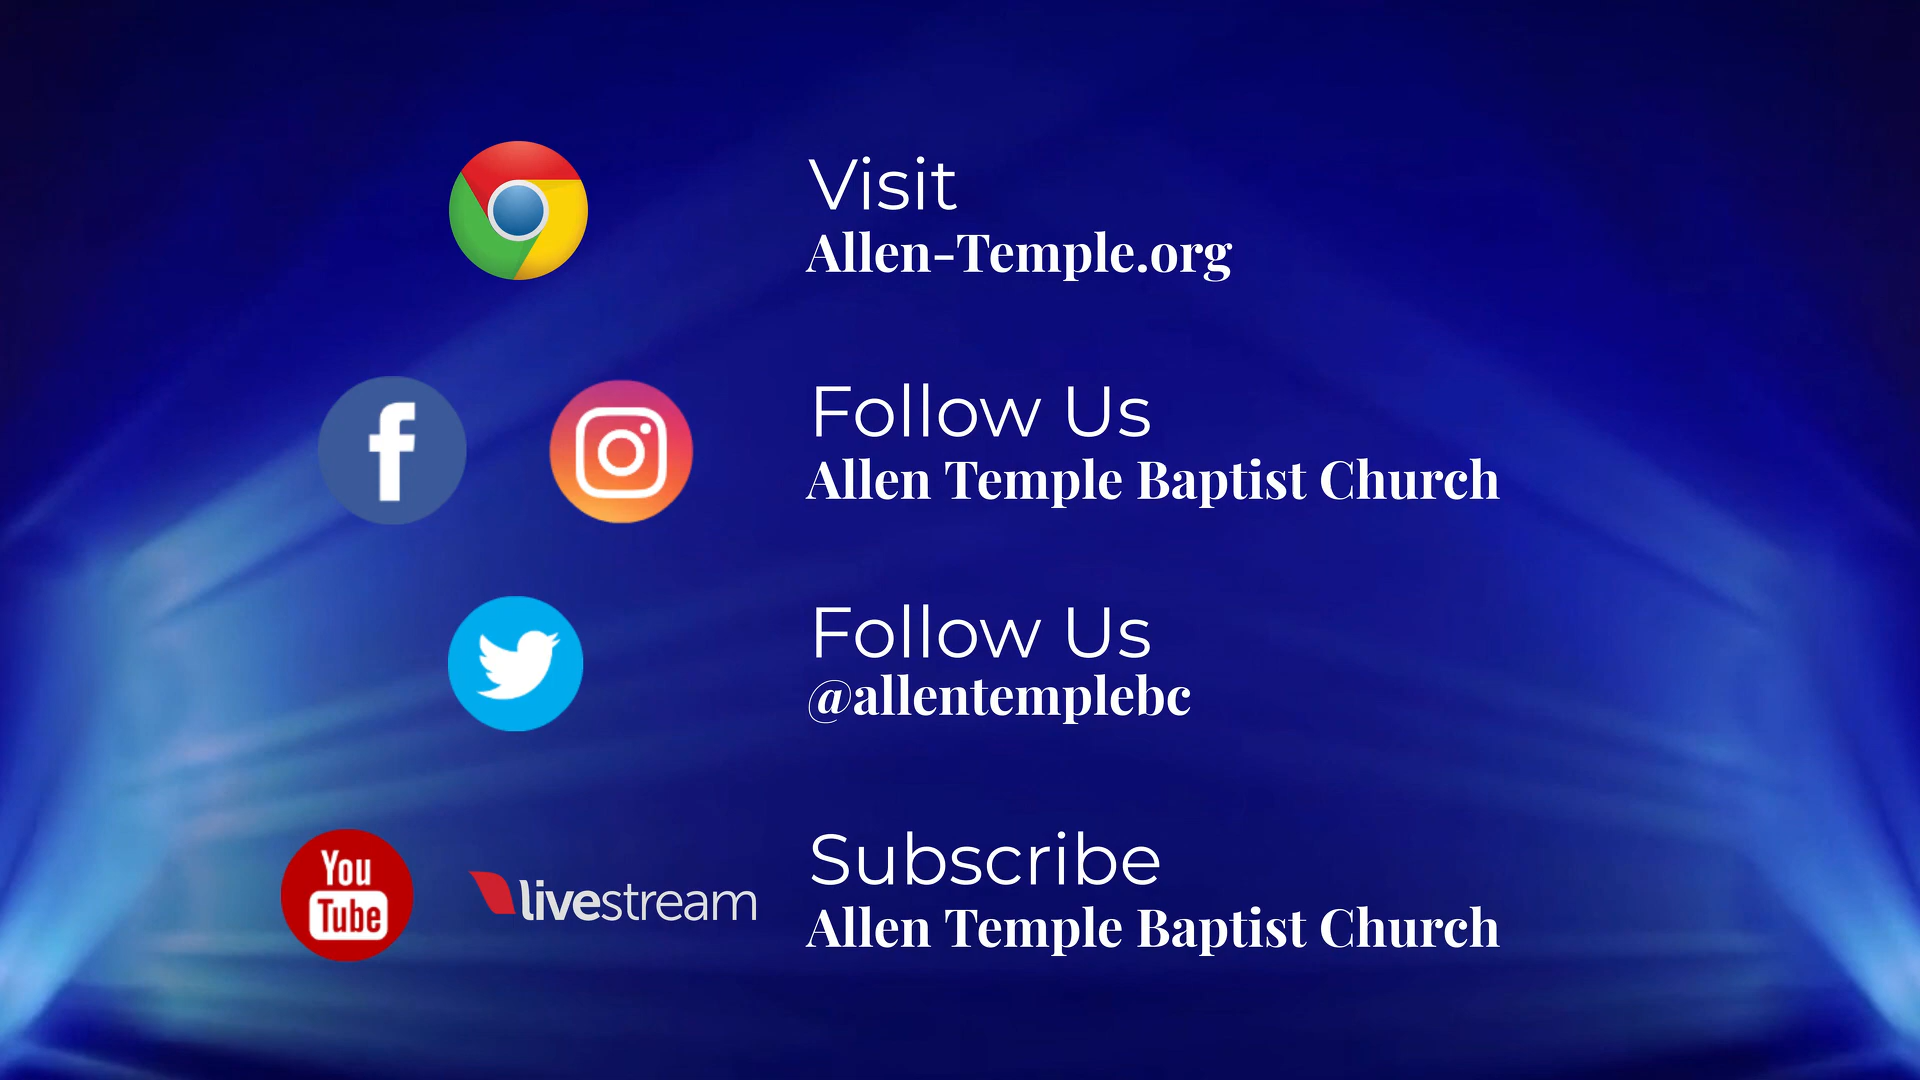 Visit
Allen-Temple.org
f
Follow Us
Allen Temple Baptist Church
Follow Us
@allentemplebc
You
Tube
livestream
Subscribe
Allen Temple Baptist Church